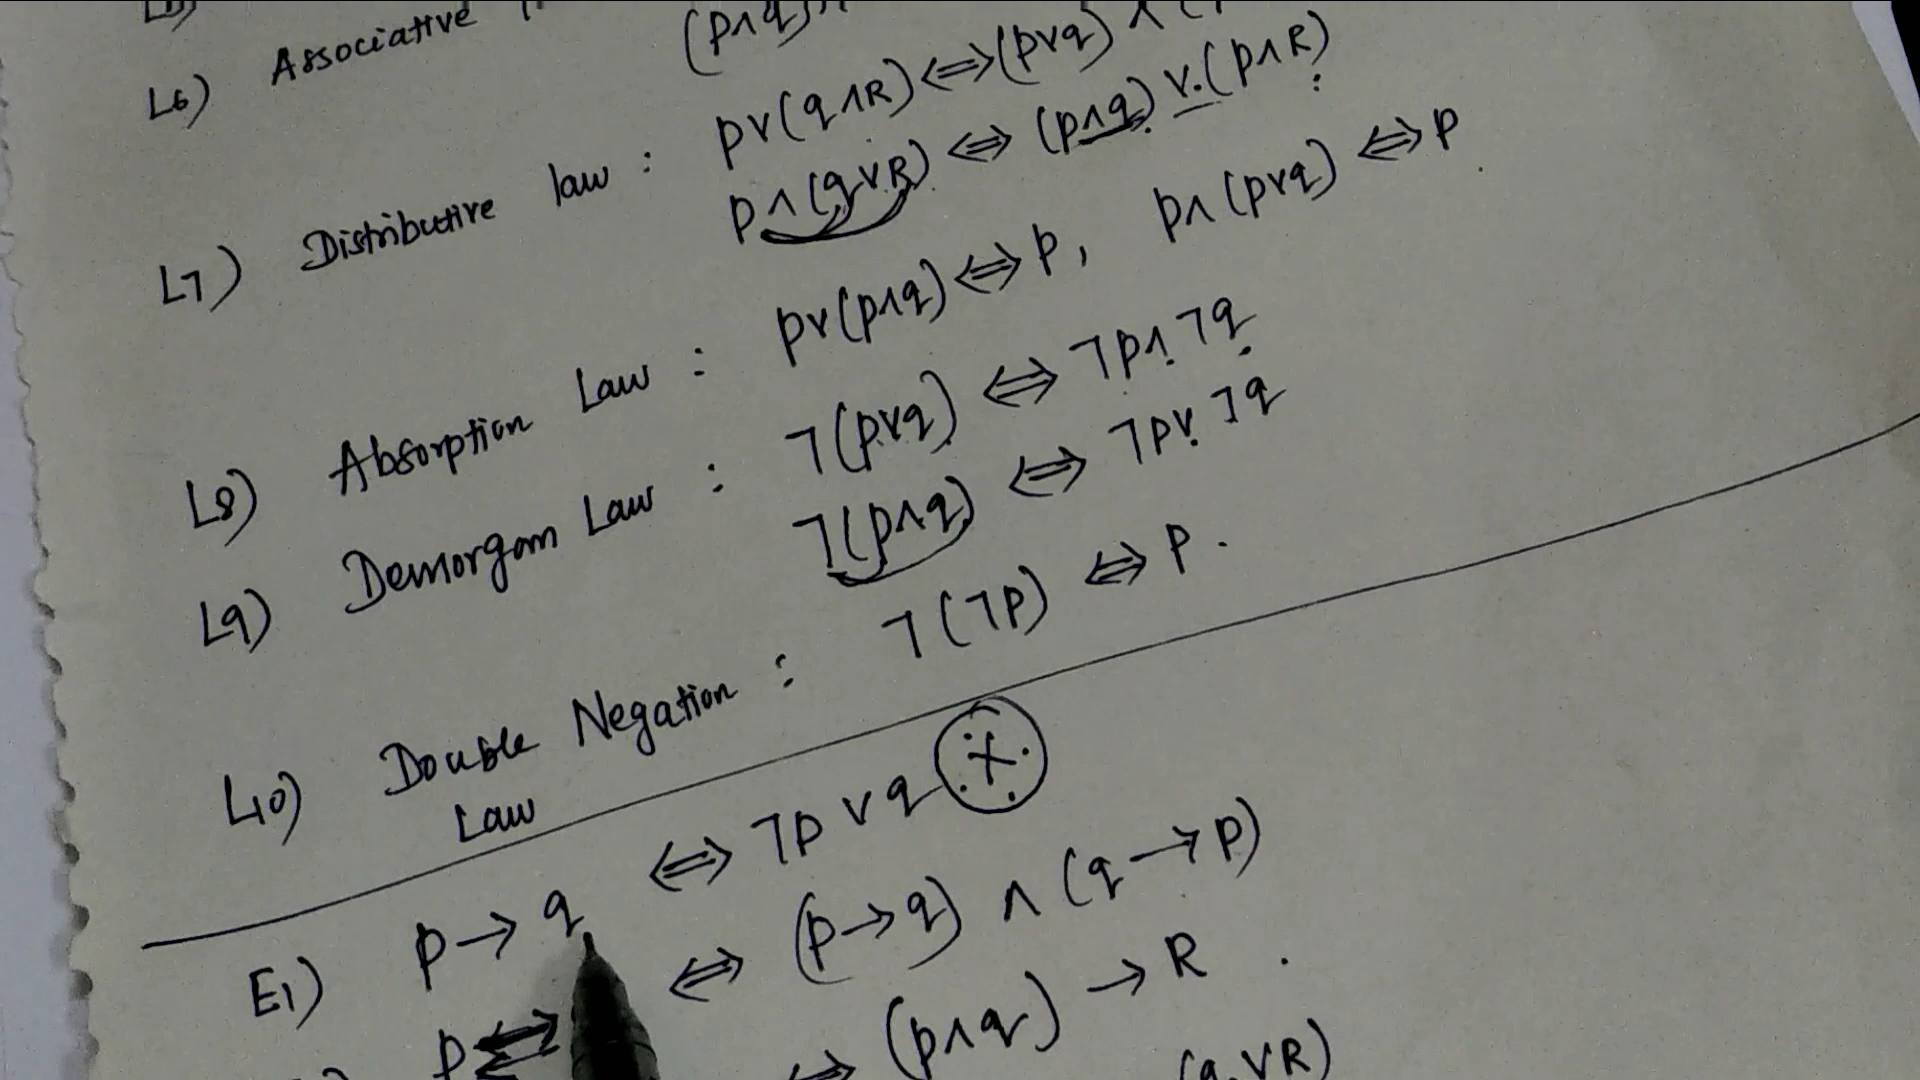 L6) Associative
(p∧q)
L7) Distributive law : p∨(q∧R) ⇔ (p∨q) ∧ (
p∧(q∨R) ⇔ (p∧q) ∨ (p∧R)
L8) Absorption Law : p∨(p∧q) ⇔ p, p∧(p∨q) ⇔ p
L9) Demorgan Law : ¬(p∨q) ⇔ ¬p∧¬q
¬(p∧q) ⇔ ¬p∨¬q
L10) Double Negation : ¬(¬p) ⇔ p.
Law
E1) p→q ⇔ ¬p∨q
p ⇔ (p→q) ∧ (q→p)
⇔ (p∧q) → R
(q∨R)